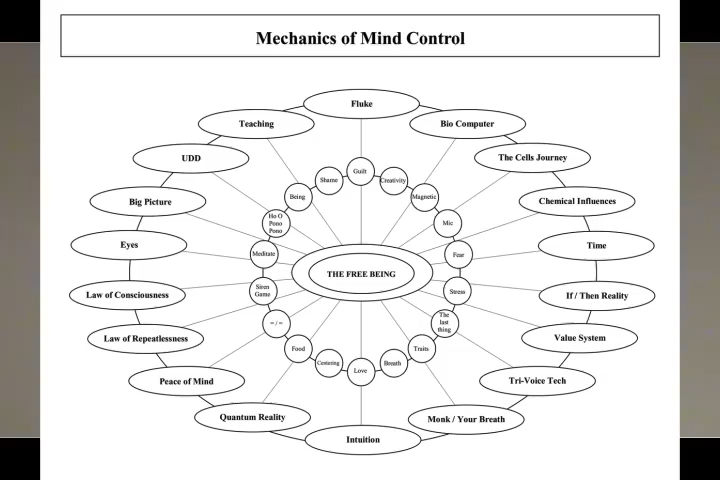 Mechanics of Mind Control
Fluke
Teaching
Bio Computer
UDD
The Cells Journey
Big Picture
Chemical Influences
Eyes
Time
Law of Consciousness
If / Then Reality
Law of Repeatlessness
Value System
Peace of Mind
Tri-Voice Tech
Quantum Reality
Monk / Your Breath
Intuition
Guilt
Shame
Creativity
Being
Magnetic
Ho O
Pono
Pono
Mic
Meditate
Fear
Siren
Game
Stress
∞ / ∞
The
last
thing
Food
Traits
Centering
Breath
Love
THE FREE BEING